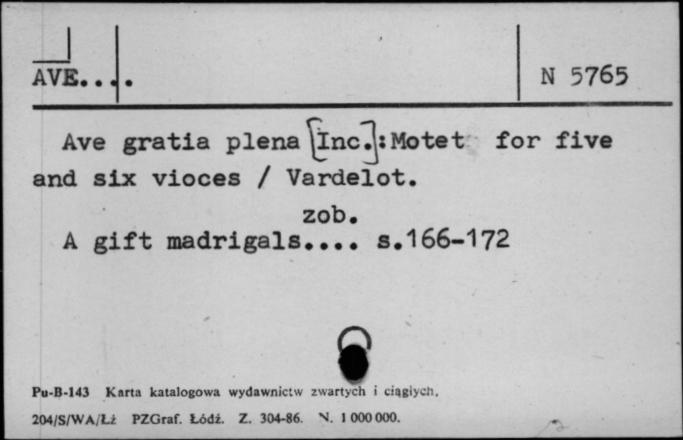 AVE....
N 5765
Ave gratia plena [Inc.]:Motet for five
and six vioces / Vardelot.
zob.
A gift madrigals.... s.166-172
Pu-B-143 Karta katalogowa wydawnictw zwartych i ciągłych.
204/S/WA/Łż PZGraf. Łódź. Z. 304-86. N. 1 000 000.